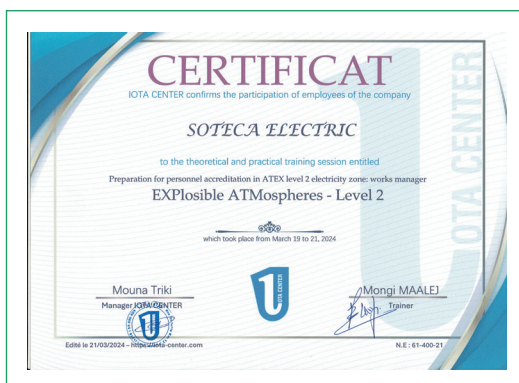 CERTIFICAT
IOTA CENTER confirms the participation of employees of the company
SOTECA ELECTRIC
to the theoretical and practical training session entitled
Preparation for personnel accreditation in ATEX level 2 electricity zone: works manager
EXPlosible ATMospheres - Level 2
which took place from March 19 to 21, 2024
Mouna Triki
Manager IOTA CENTER
IOTA CENTER
Mongi MAALEJ
Trainer
Edité le 21/03/2024 – https://iota-center.com
N.E : 61-400-21
IOTA CENTER